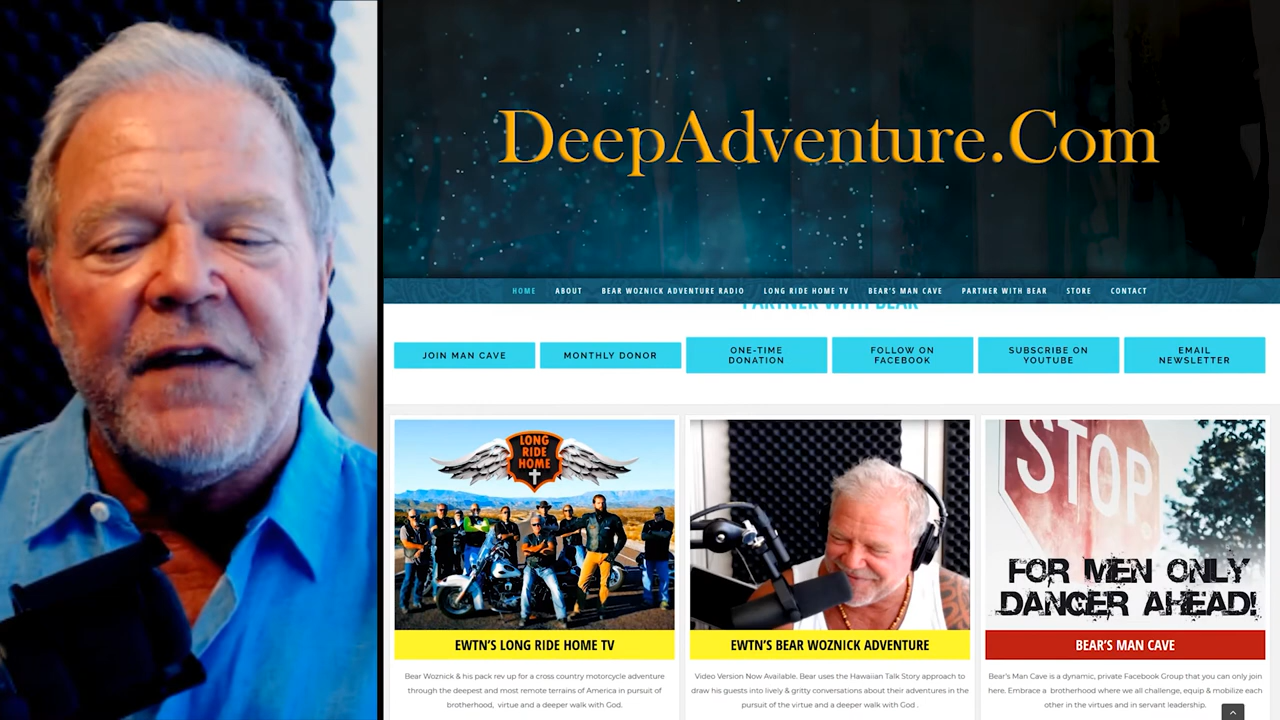 DeepAdventure.Com
HOME ABOUT BEAR WOZNICK ADVENTURE RADIO LONG RIDE HOME TV BEAR'S MAN CAVE PARTNER WITH BEAR STORE CONTACT
PARTNER WITH BEAR
JOIN MAN CAVE
MONTHLY DONOR
ONE-TIME
DONATION
FOLLOW ON
FACEBOOK
SUBSCRIBE ON
YOUTUBE
EMAIL
NEWSLETTER
LONG
RIDE
HOME
EWTN'S LONG RIDE HOME TV
Bear Woznick & his pack rev up for a cross country motorcycle adventure
through the deepest and most remote terrains of America in pursuit of
brotherhood, virtue and a deeper walk with God.
EWTN'S BEAR WOZNICK ADVENTURE
Video Version Now Available. Bear uses the Hawaiian Talk Story approach to
draw his guests into lively & gritty conversations about their adventures in the
pursuit of the virtue and a deeper walk with God .
STOP
FOR MEN ONLY
DANGER AHEAD!
BEAR'S MAN CAVE
Bear's Man Cave is a dynamic, private Facebook Group that you can only join
here. Embrace a brotherhood where we all challenge, equip & mobilize each
other in the virtues and in servant leadership.